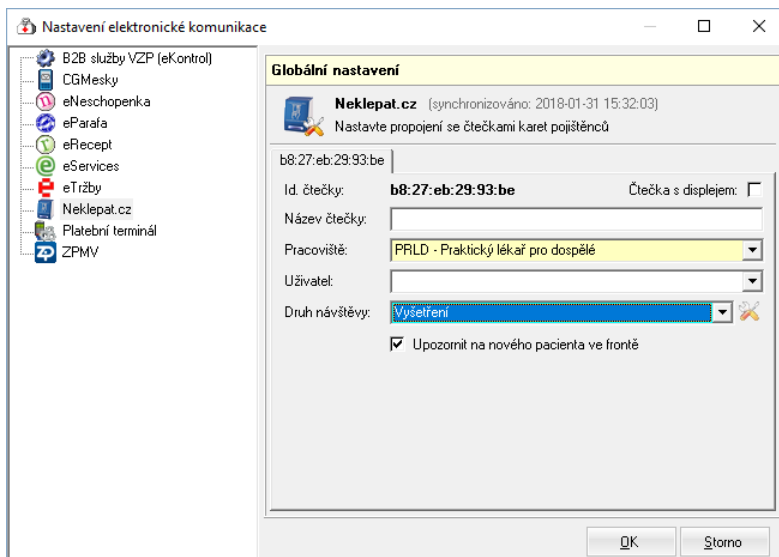 Nastavení elektronické komunikace
B2B služby VZP (eKontrol)
CGMesky
eNeschopenka
eParafa
eRecept
eServices
eTržby
Neklepat.cz
Platební terminál
ZPMV
Globální nastavení
Neklepat.cz (synchronizováno: 2018-01-31 15:32:03)
Nastavte propojení se čtečkami karet pojištěnců
b8:27:eb:29:93:be
Id. čtečky: b8:27:eb:29:93:be Čtečka s displejem:
Název čtečky:
Pracoviště: PRLD - Praktický lékař pro dospělé
Uživatel:
Druh návštěvy: Vyšetření
Upozornit na nového pacienta ve frontě
OK Storno